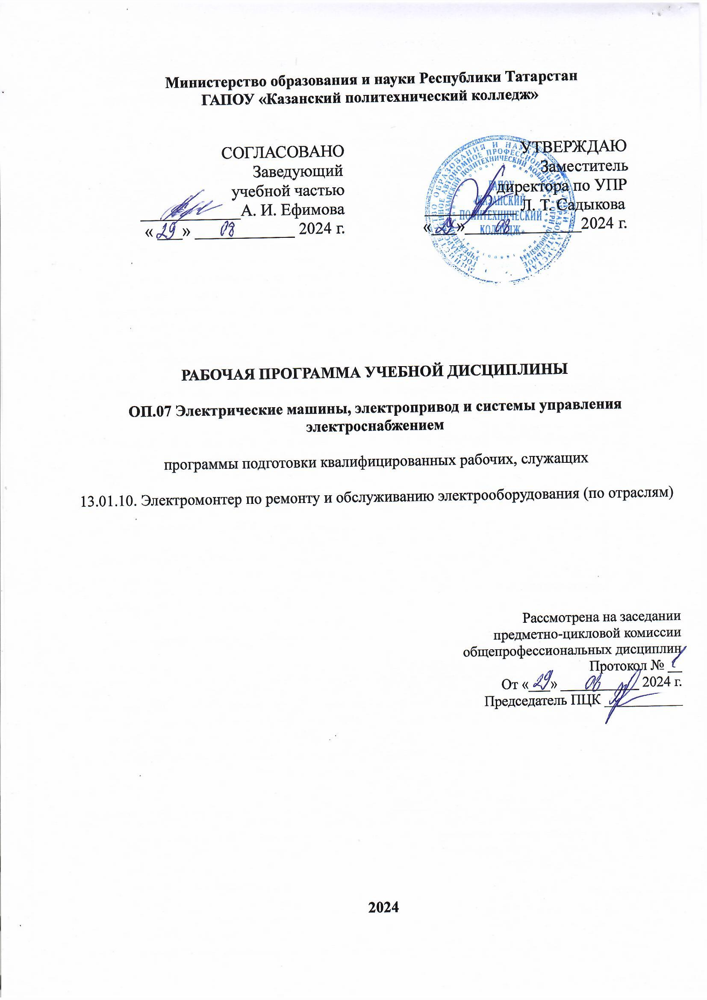 Министерство образования и науки Республики Татарстан
ГАПОУ «Казанский политехнический колледж»
СОГЛАСОВАНО
Заведующий
учебной частью
А. И. Ефимова
«29» 08 2024 г.
УТВЕРЖДАЮ
Заместитель
директора по УПР
Л. Т. Садыкова
«29» 08 2024 г.
ГАПОУ
«КАЗАНСКИЙ
ПОЛИТЕХНИЧЕСКИЙ
КОЛЛЕДЖ»
РАБОЧАЯ ПРОГРАММА УЧЕБНОЙ ДИСЦИПЛИНЫ
ОП.07 Электрические машины, электропривод и системы управления
электроснабжением
программы подготовки квалифицированных рабочих, служащих
13.01.10. Электромонтер по ремонту и обслуживанию электрооборудования (по отраслям)
Рассмотрена на заседании
предметно-цикловой комиссии
общепрофессиональных дисциплин
Протокол № 1
От «29» 08 2024 г.
Председатель ПЦК
2024